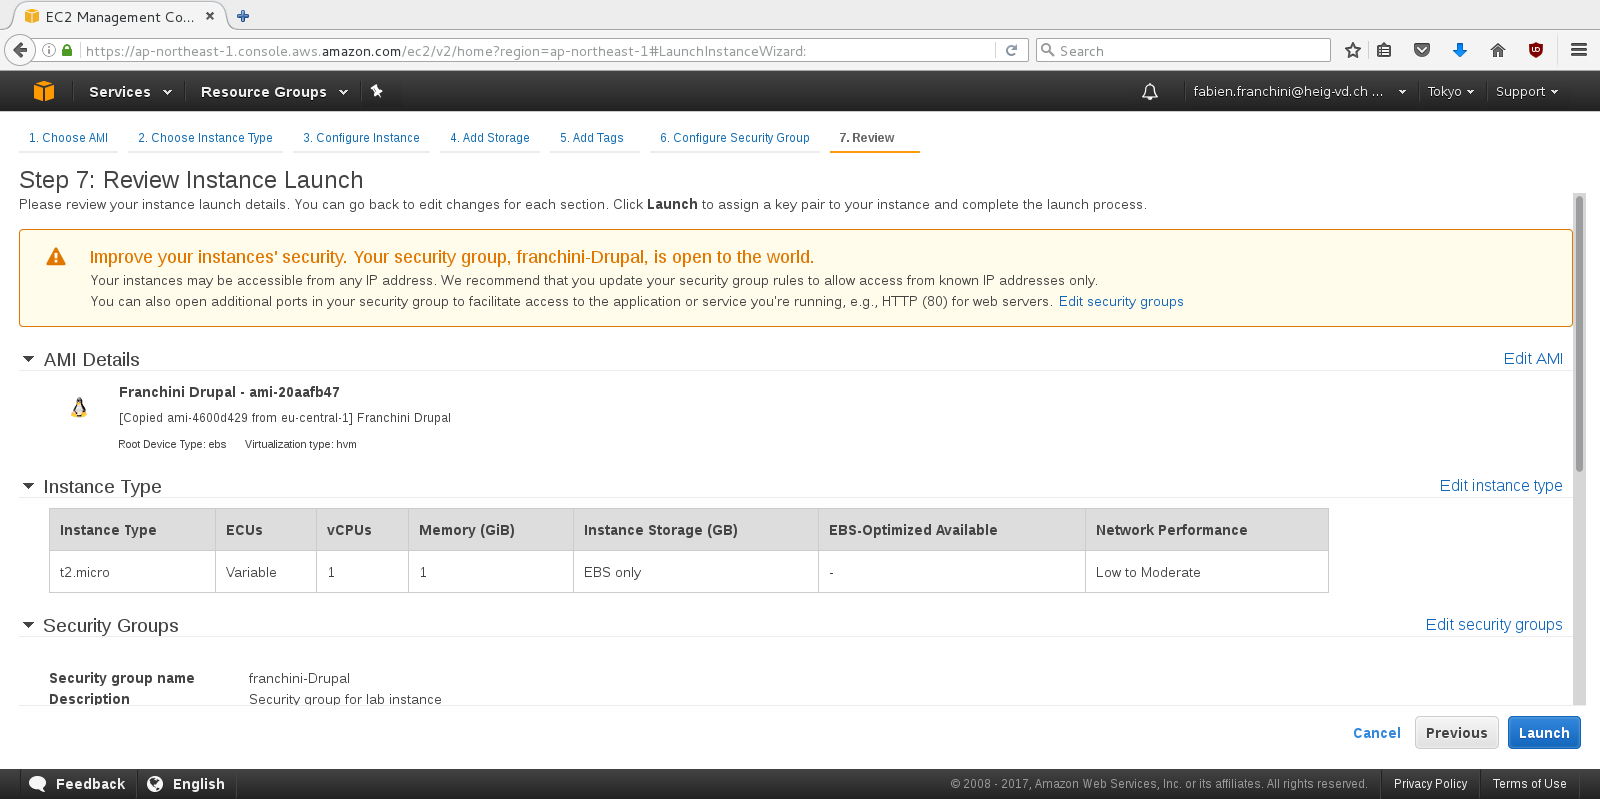 EC2 Management Co...
https://ap-northeast-1.console.aws.amazon.com/ec2/v2/home?region=ap-northeast-1#LaunchInstanceWizard:
Search
Services
Resource Groups
fabien.franchini@heig-vd.ch ...
Tokyo
Support
1. Choose AMI
2. Choose Instance Type
3. Configure Instance
4. Add Storage
5. Add Tags
6. Configure Security Group
7. Review
Step 7: Review Instance Launch
Please review your instance launch details. You can go back to edit changes for each section. Click Launch to assign a key pair to your instance and complete the launch process.
Improve your instances' security. Your security group, franchini-Drupal, is open to the world.
Your instances may be accessible from any IP address. We recommend that you update your security group rules to allow access from known IP addresses only.
You can also open additional ports in your security group to facilitate access to the application or service you're running, e.g., HTTP (80) for web servers. Edit security groups
AMI Details
Edit AMI
Franchini Drupal - ami-20aafb47
[Copied ami-4600d429 from eu-central-1] Franchini Drupal
Root Device Type: ebs Virtualization type: hvm
Instance Type
Edit instance type
Instance Type ECUs vCPUs Memory (GiB) Instance Storage (GB) EBS-Optimized Available Network Performance
t2.micro Variable 1 1 EBS only - Low to Moderate
Security Groups
Edit security groups
Security group name franchini-Drupal
Description Security group for lab instance
Cancel
Previous
Launch
Feedback
English
© 2008 - 2017, Amazon Web Services, Inc. or its affiliates. All rights reserved.
Privacy Policy
Terms of Use